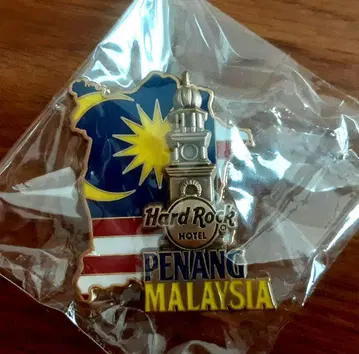 Hard Rock
HOTEL
PENANG
MALAYSIA